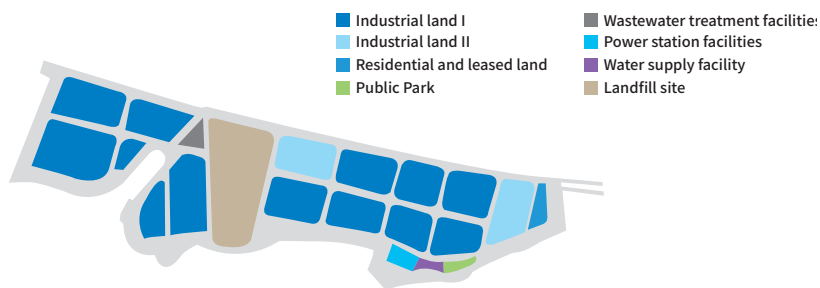 Industrial land I
Industrial land II
Residential and leased land
Public Park
Wastewater treatment facilities
Power station facilities
Water supply facility
Landfill site